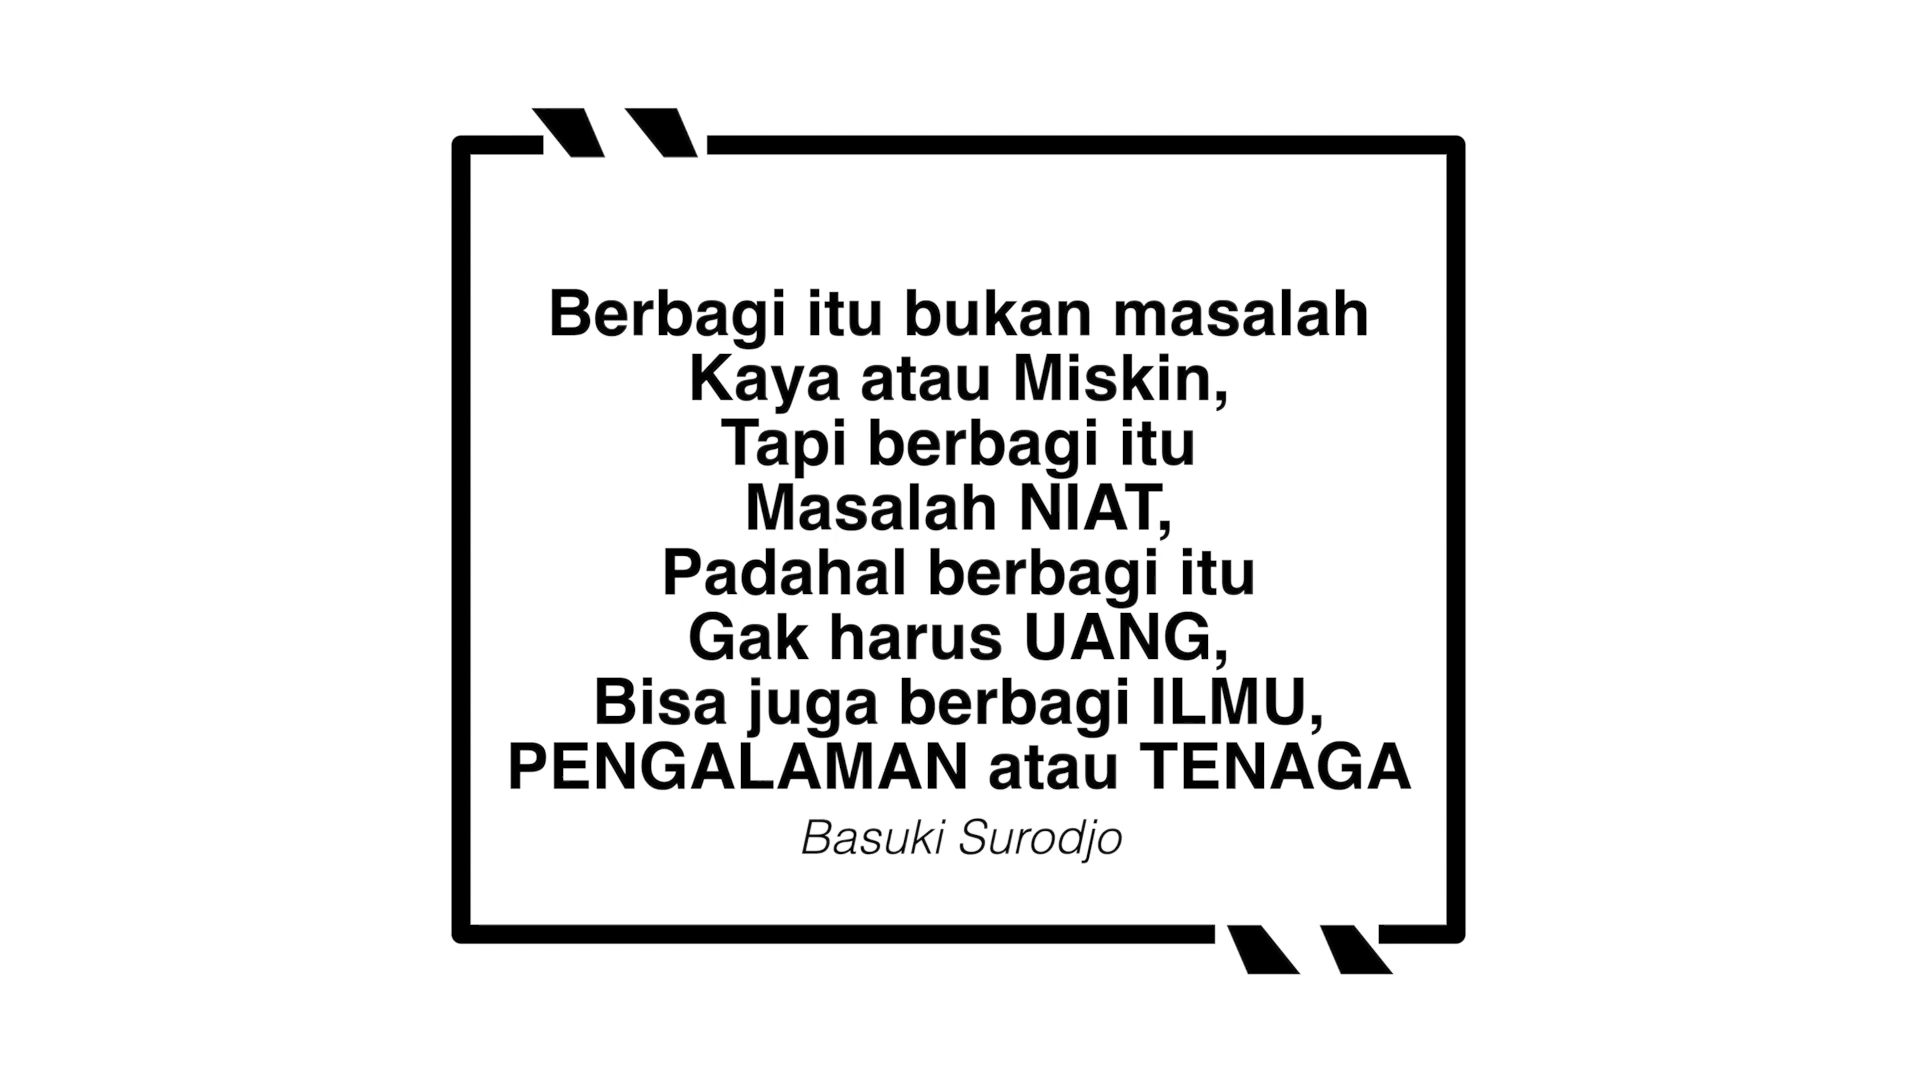 Berbagi itu bukan masalah
Kaya atau Miskin,
Tapi berbagi itu
Masalah NIAT,
Padahal berbagi itu
Gak harus UANG,
Bisa juga berbagi ILMU,
PENGALAMAN atau TENAGA
Basuki Surodjo